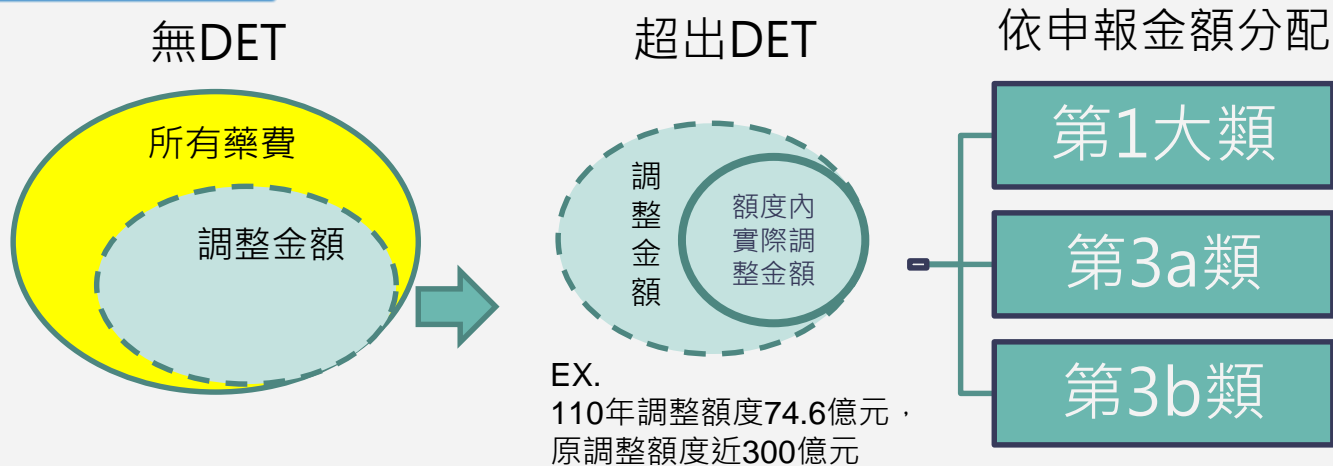 無DET
所有藥費
調整金額
超出DET
調
整
金
額
額度內
實際調
整金額
EX.
110年調整額度74.6億元，
原調整額度近300億元
依申報金額分配
第1大類
第3a類
第3b類